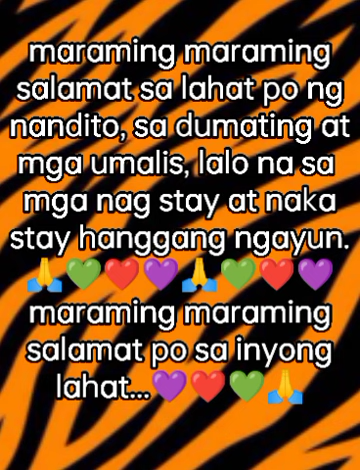 maraming maraming
salamat sa lahat po ng
nandito, sa dumating at
mga umalis, lalo na sa
mga nag stay at naka
stay hanggang ngayun.
🙏💚❤️💜🙏💚❤️💜
maraming maraming
salamat po sa inyong
lahat...💜❤️💚🙏